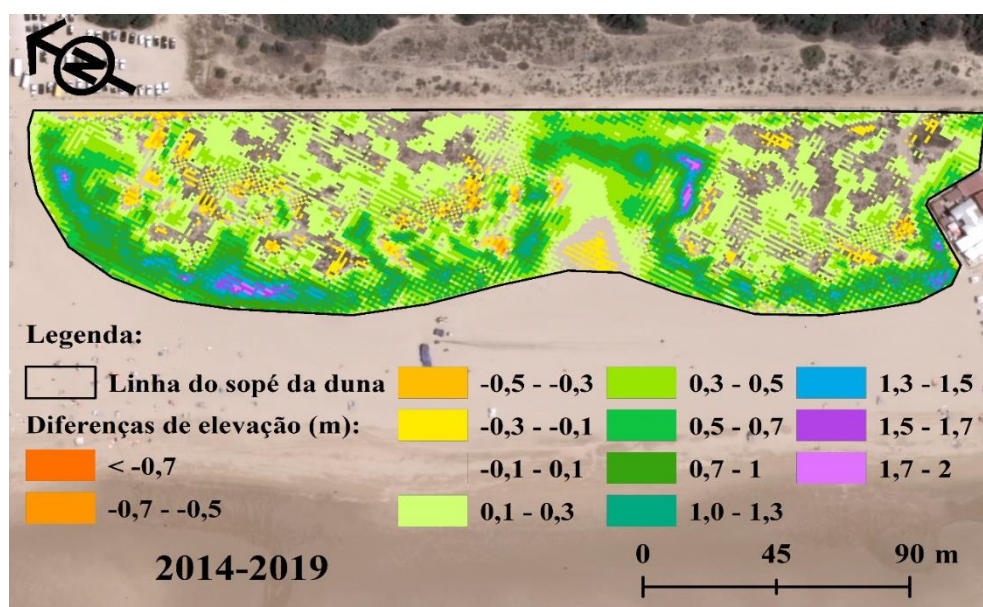 N
Legenda:
Linha do sopé da duna
Diferenças de elevação (m):
< -0,7
-0,7 - -0,5
-0,5 - -0,3
-0,3 - -0,1
-0,1 - 0,1
0,1 - 0,3
0,3 - 0,5
0,5 - 0,7
0,7 - 1
1,0 - 1,3
1,3 - 1,5
1,5 - 1,7
1,7 - 2
2014-2019
0 45 90 m